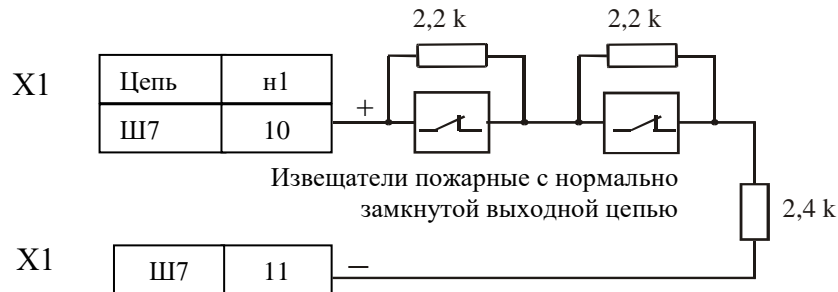 2,2 k 2,2 k
X1
Цепь н1
Ш7 10
+
Извещатели пожарные с нормально
замкнутой выходной цепью
2,4 k
X1
Ш7 11
–